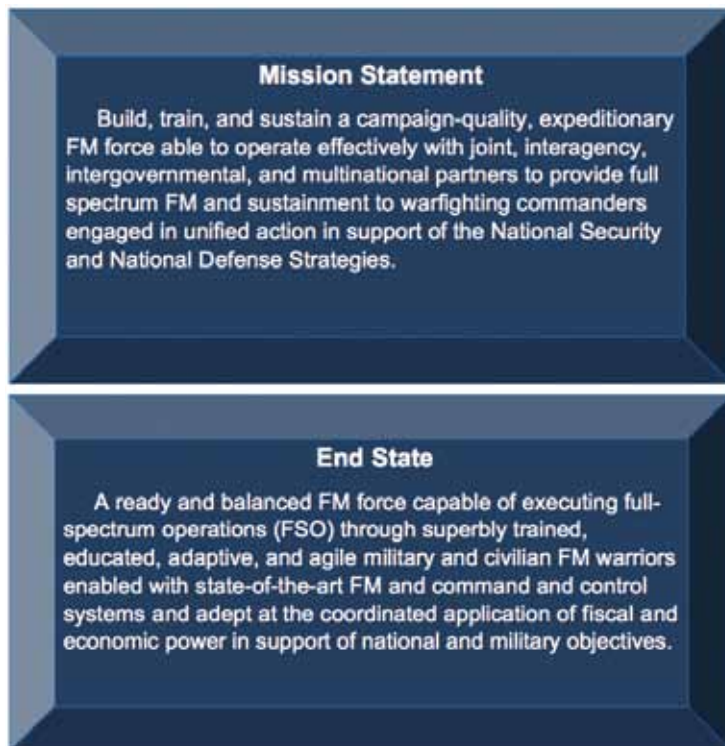 Mission Statement
Build, train, and sustain a campaign-quality, expeditionary
FM force able to operate effectively with joint, interagency,
intergovernmental, and multinational partners to provide full
spectrum FM and sustainment to warfighting commanders
engaged in unified action in support of the National Security
and National Defense Strategies.
End State
A ready and balanced FM force capable of executing full-
spectrum operations (FSO) through superbly trained,
educated, adaptive, and agile military and civilian FM warriors
enabled with state-of-the-art FM and command and control
systems and adept at the coordinated application of fiscal and
economic power in support of national and military objectives.